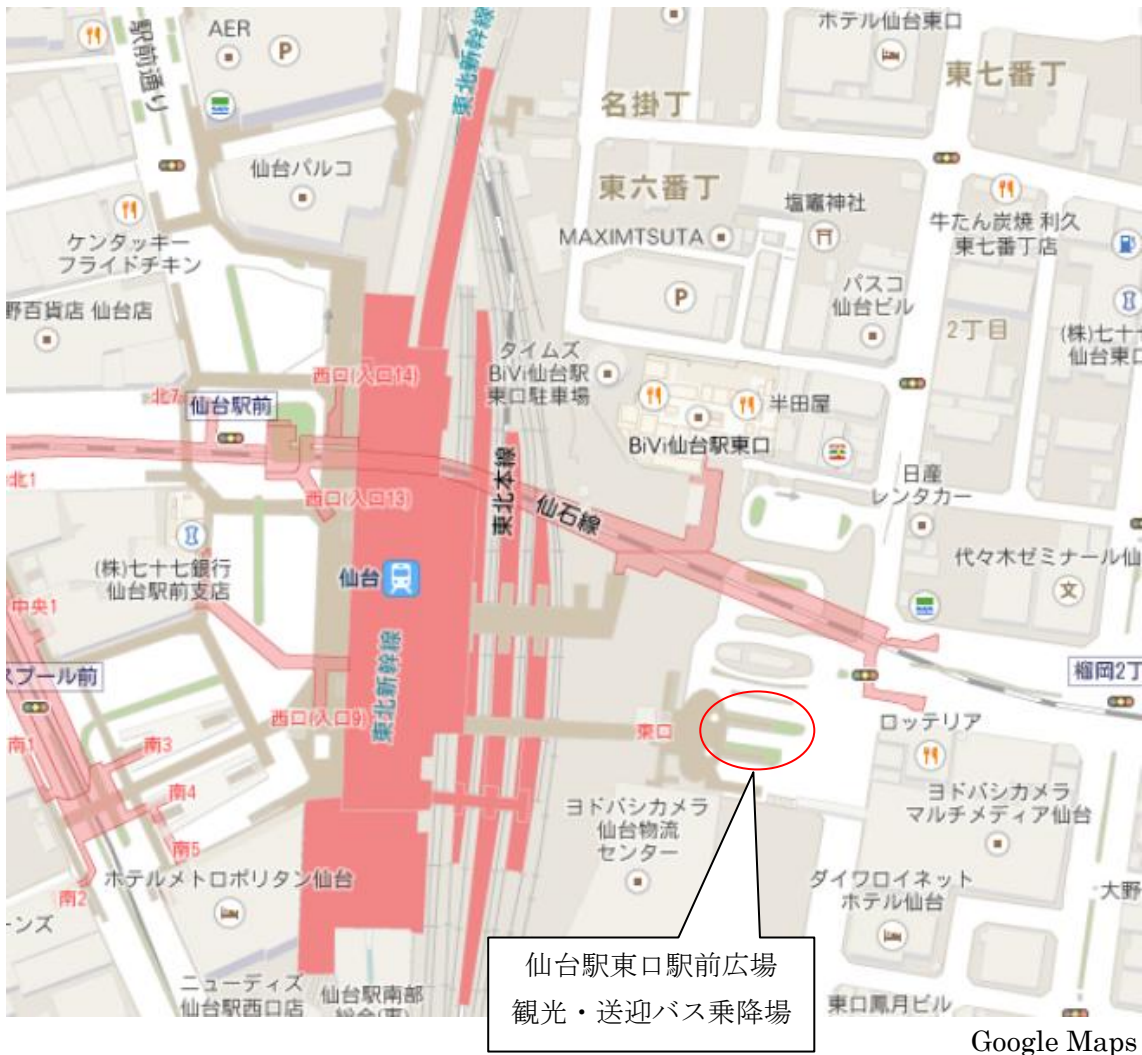 AER
P
駅前通り
東北新幹線
ホテル仙台東口
東七番丁
名掛丁
仙台パルコ
東六番丁
塩竈神社
MAXIMTSUTA
牛たん炭焼 利久
東七番丁店
ケンタッキー
フライドチキン
P
パスコ
仙台ビル
野百貨店 仙台店
2丁目
(株)七十
仙台東口
タイムズ
BiVi仙台駅
東口駐車場
西口(入口14)
北7
仙台駅前
半田屋
BiVi仙台駅東口
東北本線
仙石線
北1
西口(入口13)
日産
レンタカー
(株)七十七銀行
仙台駅前支店
仙台
代々木ゼミナール仙
中央1
東北新幹線
スプール前
榴岡2丁
西口(入口9)
東口
ロッテリア
南1
南3
南4
南5
南2
ヨドバシカメラ
仙台物流
センター
ヨドバシカメラ
マルチメディア仙台
ホテルメトロポリタン仙台
ダイワロイネット
ホテル仙台
大野
ーンズ
ニューディズ
仙台駅西口店
仙台駅南部
仙台駅東口駅前広場
観光・送迎バス乗降場
東口鳳月ビル
Google Maps